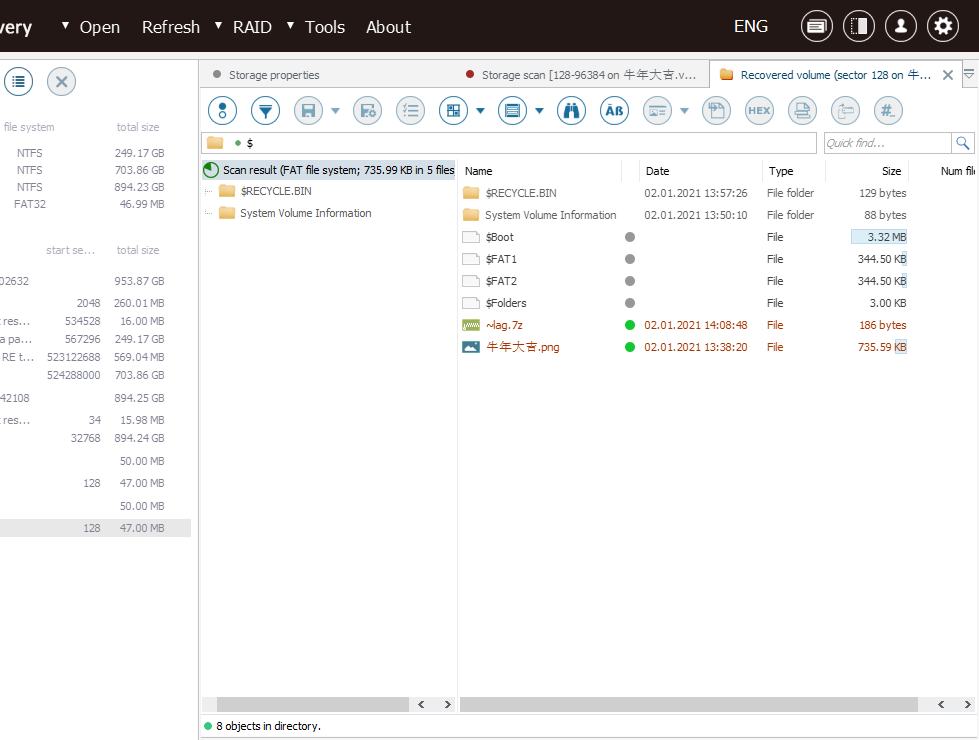 very Open Refresh RAID Tools About ENG
Storage properties
Storage scan [128-96384 on 牛年大吉.v...
Recovered volume (sector 128 on 牛...
file system total size
NTFS 249.17 GB
NTFS 703.86 GB
NTFS 894.23 GB
FAT32 46.99 MB
start se... total size
02632 953.87 GB
2048 260.01 MB
res... 534528 16.00 MB
a pa... 567296 249.17 GB
RE t... 523122688 569.04 MB
524288000 703.86 GB
42108 894.25 GB
res... 34 15.98 MB
32768 894.24 GB
50.00 MB
128 47.00 MB
50.00 MB
128 47.00 MB
Äß HEX #_
$
Quick find...
Scan result (FAT file system; 735.99 KB in 5 files
$RECYCLE.BIN
System Volume Information
Name Date Type Size Num file
$RECYCLE.BIN 02.01.2021 13:57:26 File folder 129 bytes
System Volume Information 02.01.2021 13:50:10 File folder 88 bytes
$Boot File 3.32 MB
$FAT1 File 344.50 KB
$FAT2 File 344.50 KB
$Folders File 3.00 KB
~lag.7z 02.01.2021 14:08:48 File 186 bytes
牛年大吉.png 02.01.2021 13:38:20 File 735.59 KB
8 objects in directory.